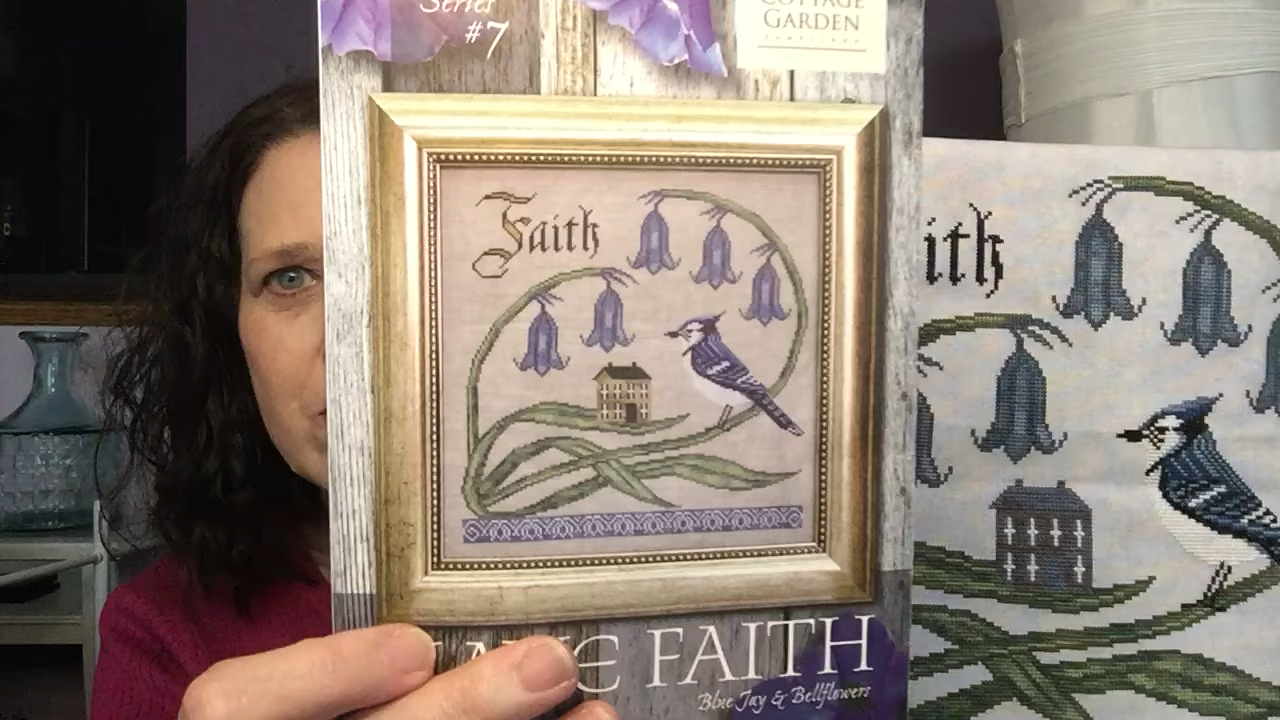 Series
#7
COTTAGE
GARDEN
Faith
ith
FAITH
Blue Jay & Bellflowers